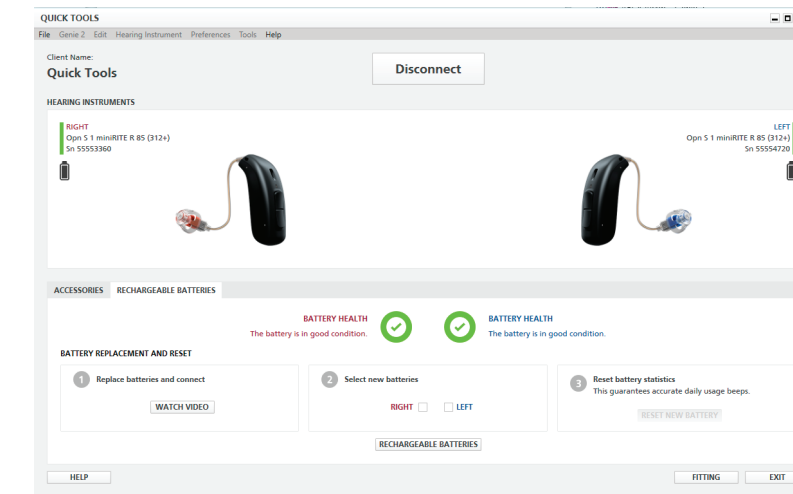 QUICK TOOLS
File Genie 2 Edit Hearing Instrument Preferences Tools Help
Client Name:
Quick Tools
Disconnect
HEARING INSTRUMENTS
RIGHT
Opn S 1 miniRITE R 85 (312+)
Sn 55553360
LEFT
Opn S 1 miniRITE R 85 (312+)
Sn 55554720
ACCESSORIES RECHARGEABLE BATTERIES
BATTERY HEALTH
The battery is in good condition.
BATTERY HEALTH
The battery is in good condition.
BATTERY REPLACEMENT AND RESET
1 Replace batteries and connect
WATCH VIDEO
2 Select new batteries
RIGHT LEFT
3 Reset battery statistics
This guarantees accurate daily usage beeps.
RESET NEW BATTERY
RECHARGEABLE BATTERIES
HELP
FITTING EXIT